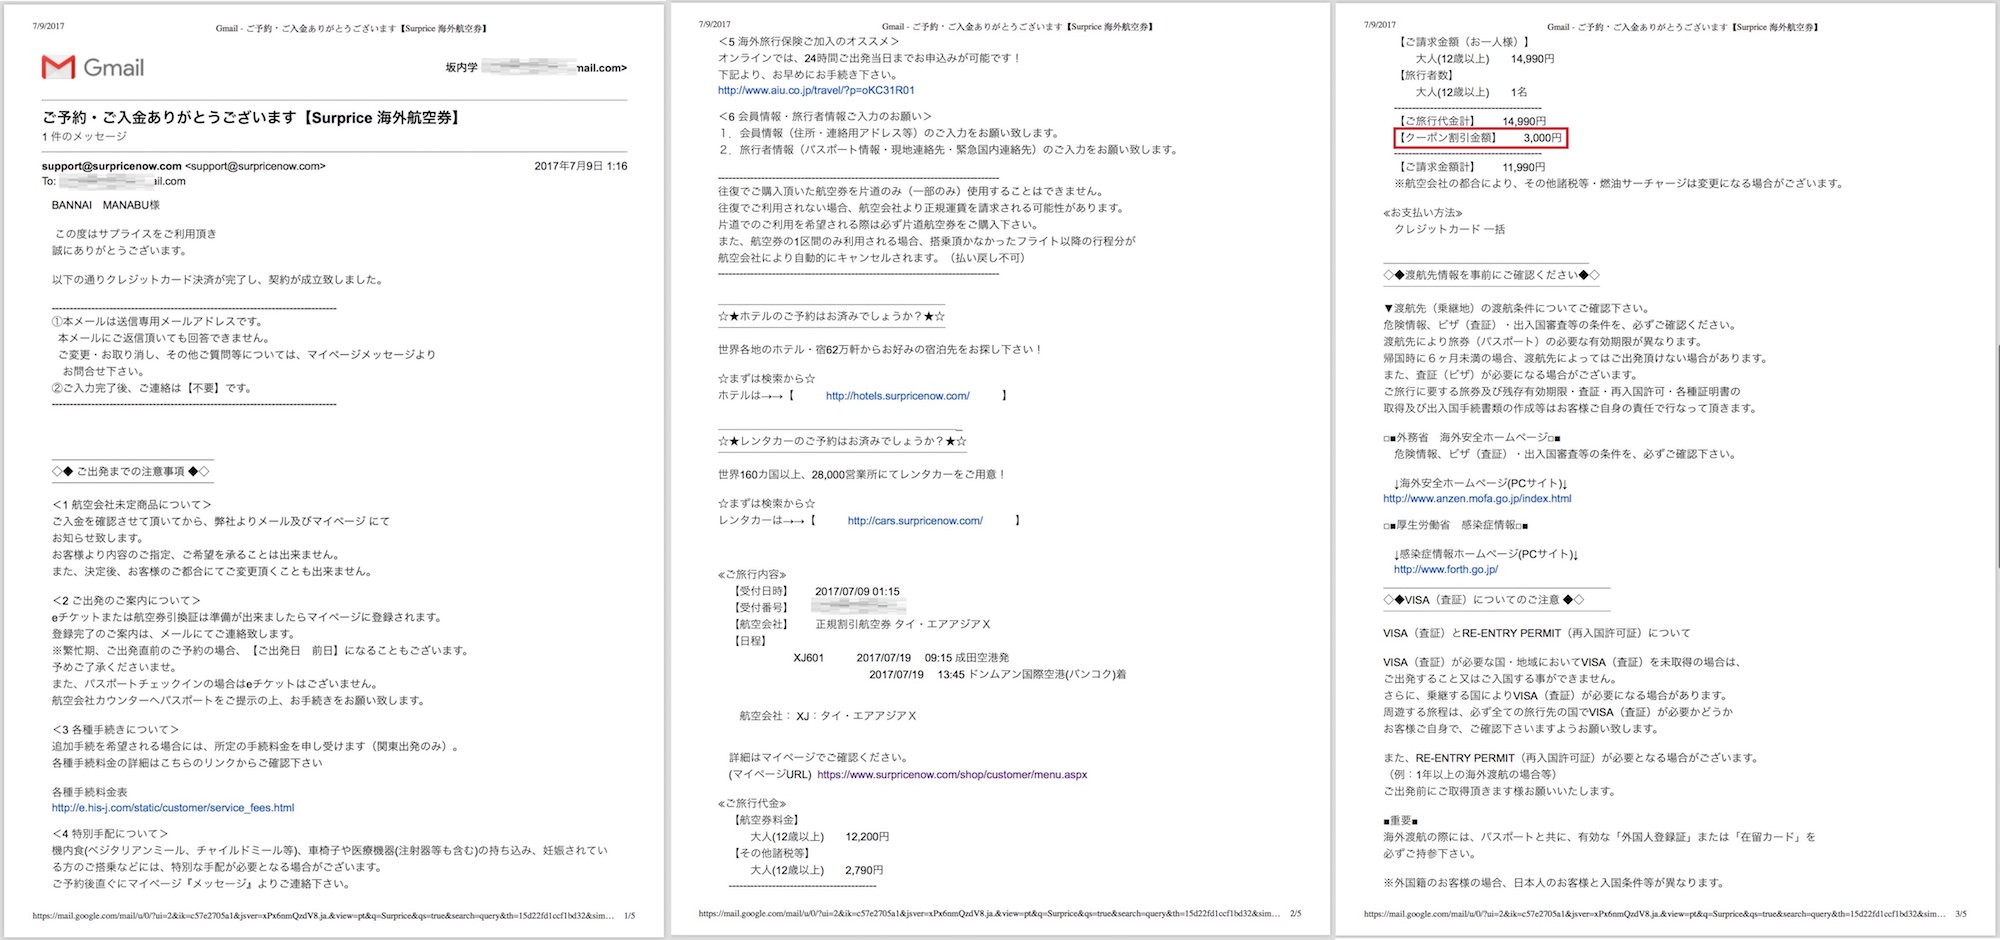 7/9/2017
Gmail - ご予約・ご入金ありがとうございます【Surprice 海外航空券】
Gmail
坂内学
mail.com>
ご予約・ご入金ありがとうございます【Surprice 海外航空券】
1 件のメッセージ
support@surpricenow.com <support@surpricenow.com>
2017年7月9日 1:16
To:
ail.com
BANNAI　MANABU様
この度はサプライスをご利用頂き
誠にありがとうございます。
以下の通りクレジットカード決済が完了し、契約が成立致しました。
------------------------------------------------------------------------
①本メールは送信専用メールアドレスです。
本メールにご返信頂いても回答できません。
ご変更・お取り消し、その他ご質問等については、マイページメッセージより
お問合せ下さい。
②ご入力完了後、ご連絡は【不要】です。
------------------------------------------------------------------------
◇◆ ご出発までの注意事項 ◆◇
＜1 航空会社未定商品について＞
ご入金を確認させて頂いてから、弊社よりメール及びマイページ にて
お知らせ致します。
お客様より内容のご指定、ご希望を承ることは出来ません。
また、決定後、お客様のご都合にてご変更頂くことも出来ません。
＜2 ご出発のご案内について＞
eチケットまたは航空券引換証は準備が出来ましたらマイページに登録されます。
登録完了のご案内は、メールにてご連絡致します。
※繁忙期、ご出発直前のご予約の場合、【ご出発日　前日】になることもございます。
予めご了承くださいませ。
また、パスポートチェックインの場合はeチケットはございません。
航空会社カウンターへパスポートをご提示の上、お手続きをお願い致します。
＜3 各種手続きについて＞
追加手続を希望される場合には、所定の手続料金を申し受けます（関東出発のみ）。
各種手続料金の詳細はこちらのリンクからご確認下さい
各種手続料金表
http://e.his-j.com/static/customer/service_fees.html
＜4 特別手配について＞
機内食(ベジタリアンミール、チャイルドミール等)、車椅子や医療機器(注射器等も含む)の持ち込み、妊娠されてい
る方のご搭乗などには、特別な手配が必要となる場合がございます。
ご予約後直ぐにマイページ『メッセージ』よりご連絡下さい。
https://mail.google.com/mail/u/0/?ui=2&ik=c57e2705a1&jsver=xPx6nmQzdV8.ja.&view=pt&q=Surprice&qs=true&search=query&th=15d22fd1ccf1bd32&sim…
1/5
7/9/2017
Gmail - ご予約・ご入金ありがとうございます【Surprice 海外航空券】
＜5 海外旅行保険ご加入のオススメ＞
オンラインでは、24時間ご出発当日までお申込みが可能です！
下記より、お早めにお手続き下さい。
http://www.aiu.co.jp/travel/?p=oKC31R01
＜6 会員情報・旅行者情報ご入力のお願い＞
１．会員情報（住所・連絡用アドレス等）のご入力をお願い致します。
２．旅行者情報（パスポート情報・現地連絡先・緊急国内連絡先）のご入力をお願い致します。
------------------------------------------------------------------------
往復でご購入頂いた航空券を片道のみ（一部のみ）使用することはできません。
往復でご利用されない場合、航空会社より正規運賃を請求される可能性があります。
片道でのご利用を希望される際は必ず片道航空券をご購入下さい。
また、航空券の1区間のみ利用される場合、搭乗頂かなかったフライト以降の行程分が
航空会社により自動的にキャンセルされます。（払い戻し不可）
------------------------------------------------------------------------
☆★ホテルのご予約はお済みでしょうか？★☆
世界各地のホテル・宿62万軒からお好みの宿泊先をお探し下さい！
☆まずは検索から☆
ホテルは→→【　http://hotels.surpricenow.com/　】
☆★レンタカーのご予約はお済みでしょうか？★☆
世界160カ国以上、28,000営業所にてレンタカーをご用意！
☆まずは検索から☆
レンタカーは→→【　http://cars.surpricenow.com/　】
≪ご旅行内容≫
【受付日時】　2017/07/09 01:15
【受付番号】
【航空会社】　正規割引航空券 タイ・エアアジアＸ
【日程】
XJ601　2017/07/19　09:15 成田空港発
2017/07/19　13:45 ドンムアン国際空港(バンコク)着
航空会社： XJ：タイ・エアアジアＸ
詳細はマイページでご確認ください。
(マイページURL)　https://www.surpricenow.com/shop/customer/menu.aspx
≪ご旅行代金≫
【航空券料金】
大人(12歳以上)　12,200円
【その他諸税等】
大人(12歳以上)　2,790円
------------------------------------------
https://mail.google.com/mail/u/0/?ui=2&ik=c57e2705a1&jsver=xPx6nmQzdV8.ja.&view=pt&q=Surprice&qs=true&search=query&th=15d22fd1ccf1bd32&sim…
2/5
7/9/2017
Gmail - ご予約・ご入金ありがとうございます【Surprice 海外航空券】
【ご請求金額（お一人様）】
大人(12歳以上)　14,990円
【旅行者数】
大人(12歳以上)　1名
------------------------------------------
【ご旅行代金計】　14,990円
【クーポン割引金額】　3,000円
------------------------------------------
【ご請求金額計】　11,990円
※航空会社の都合により、その他諸税等・燃油サーチャージは変更になる場合がございます。
≪お支払い方法≫
クレジットカード 一括
◇◆渡航先情報を事前にご確認ください◆◇
▼渡航先（乗継地）の渡航条件についてご確認下さい。
危険情報、ビザ（査証）・出入国審査等の条件を、必ずご確認ください。
渡航先により旅券（パスポート）の必要な有効期限が異なります。
帰国時に６ヶ月未満の場合、渡航先によってはご出発頂けない場合があります。
また、査証（ビザ）が必要になる場合がございます。
ご旅行に要する旅券及び残存有効期限・査証・再入国許可・各種証明書の
取得及び出入国手続書類の作成等はお客様ご自身の責任で行なって頂きます。
□■外務省　海外安全ホームページ□■
危険情報、ビザ（査証）・出入国審査等の条件を、必ずご確認下さい。
↓海外安全ホームページ(PCサイト)↓
http://www.anzen.mofa.go.jp/index.html
□■厚生労働省　感染症情報□■
↓感染症情報ホームページ(PCサイト)↓
http://www.forth.go.jp/
◇◆VISA（査証）についてのご注意 ◆◇
VISA（査証）とRE-ENTRY PERMIT（再入国許可証）について
VISA（査証）が必要な国・地域においてVISA（査証）を未取得の場合は、
ご出発すること又はご入国する事ができません。
さらに、乗継する国によりVISA（査証）が必要になる場合があります。
周遊する旅程は、必ず全ての旅行先の国でVISA（査証）が必要かどうか
お客様ご自身で、ご確認下さいますようお願い致します。
また、RE-ENTRY PERMIT（再入国許可証）が必要となる場合がございます。
（例：1年以上の海外渡航の場合等）
ご出発前にご取得頂きます様お願いいたします。
■重要■
海外渡航の際には、パスポートと共に、有効な「外国人登録証」または「在留カード」を
必ずご持参下さい。
※外国籍のお客様の場合、日本人のお客様と入国条件等が異なります。
https://mail.google.com/mail/u/0/?ui=2&ik=c57e2705a1&jsver=xPx6nmQzdV8.ja.&view=pt&q=Surprice&qs=true&search=query&th=15d22fd1ccf1bd32&sim…
3/5